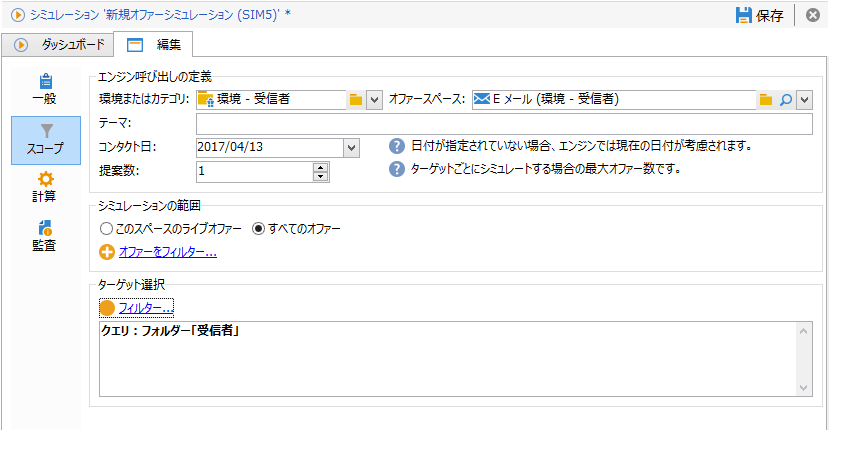 シミュレーション '新規オファーシミュレーション (SIM5)' *
保存
ダッシュボード
編集
一般
スコープ
計算
監査
エンジン呼び出しの定義
環境またはカテゴリ: 環境 - 受信者 オファースペース: E メール (環境 - 受信者)
テーマ:
コンタクト日: 2017/04/13 ? 日付が指定されていない場合、エンジンでは現在の日付が考慮されます。
提案数: 1 ? ターゲットごとにシミュレートする場合の最大オファー数です。
シミュレーションの範囲
このスペースのライブオファー すべてのオファー
オファーをフィルター...
ターゲット選択
フィルター...
クエリ : フォルダー「受信者」